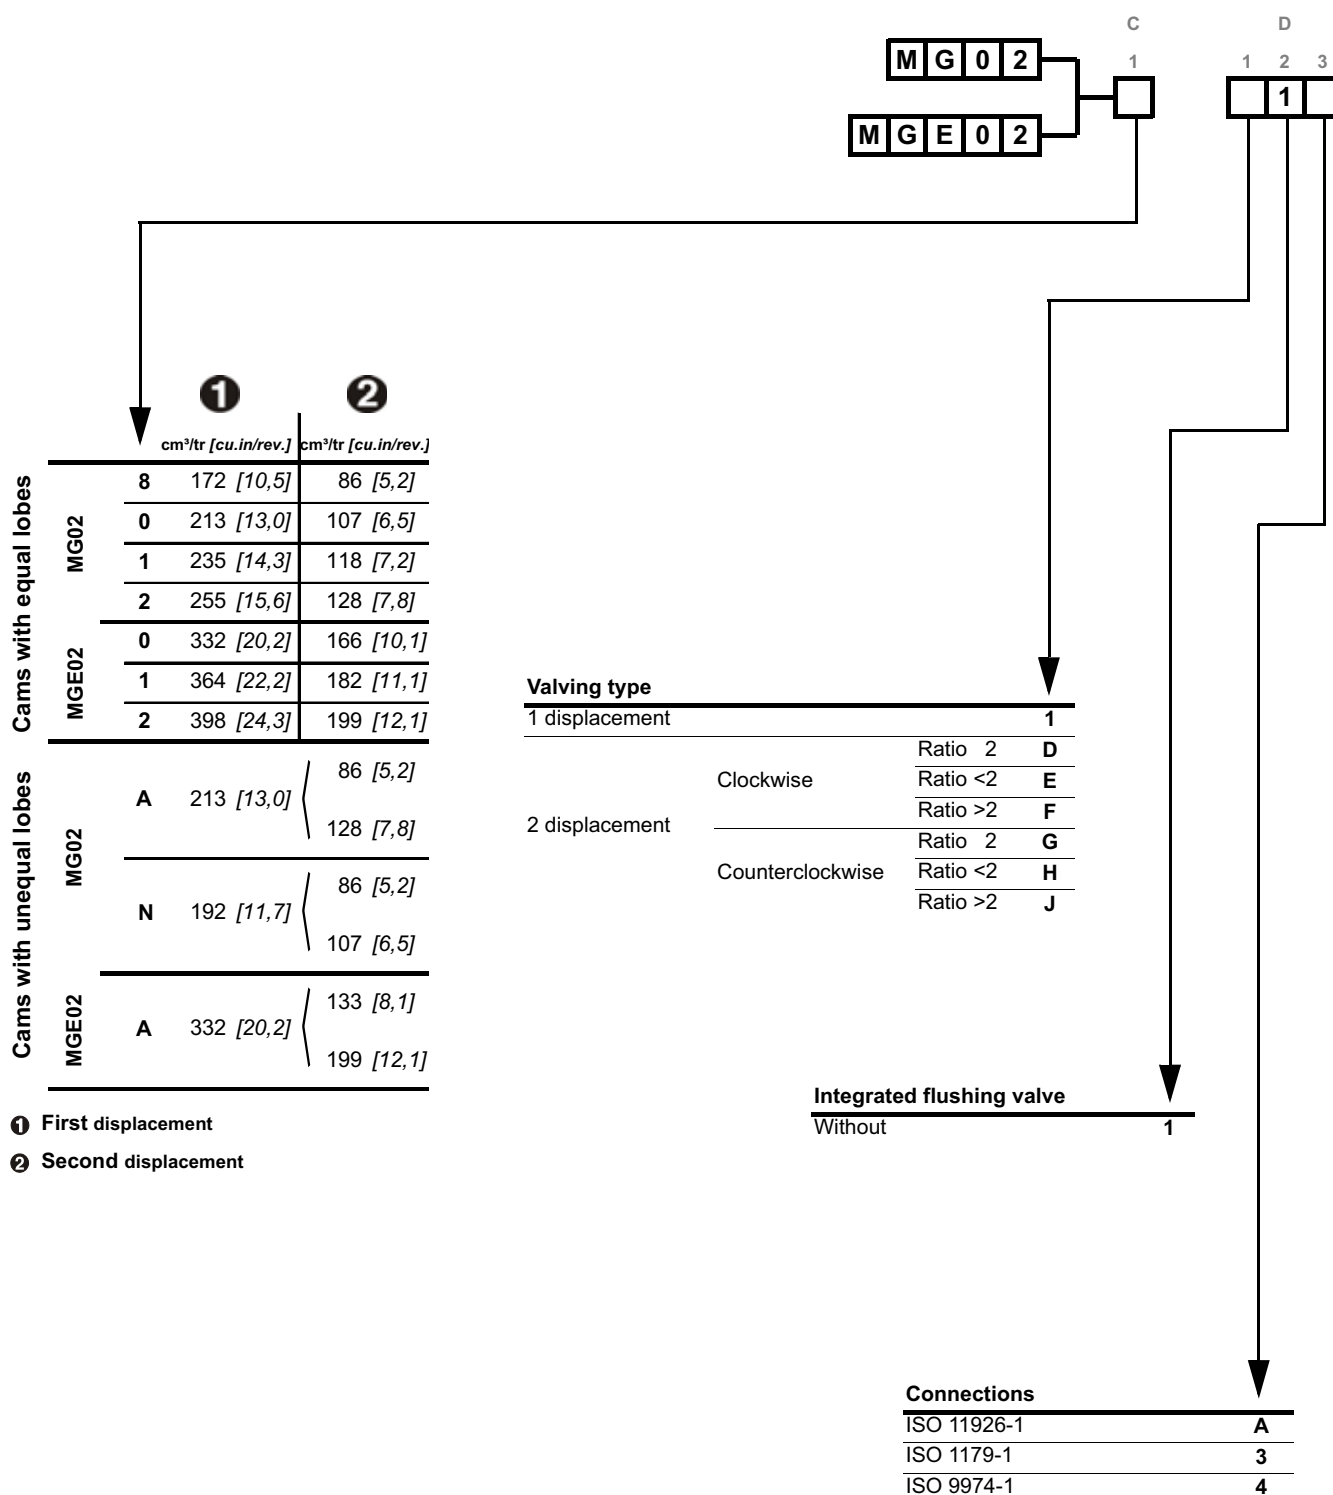 C D
M G 0 2 1 1 2 3
1
M G E 0 2
1 2
cm³/tr [cu.in/rev.] cm³/tr [cu.in/rev.]
Cams with equal lobes
MG02
8 172 [10,5] 86 [5,2]
0 213 [13,0] 107 [6,5]
1 235 [14,3] 118 [7,2]
2 255 [15,6] 128 [7,8]
MGE02
0 332 [20,2] 166 [10,1]
1 364 [22,2] 182 [11,1]
2 398 [24,3] 199 [12,1]
Cams with unequal lobes
MG02
86 [5,2]
A 213 [13,0]
128 [7,8]
86 [5,2]
N 192 [11,7]
107 [6,5]
MGE02
133 [8,1]
A 332 [20,2]
199 [12,1]
1 First displacement
2 Second displacement
Valving type
1 displacement 1
Ratio 2 D
Clockwise Ratio <2 E
Ratio >2 F
2 displacement
Ratio 2 G
Counterclockwise Ratio <2 H
Ratio >2 J
Integrated flushing valve
Without 1
Connections
ISO 11926-1 A
ISO 1179-1 3
ISO 9974-1 4